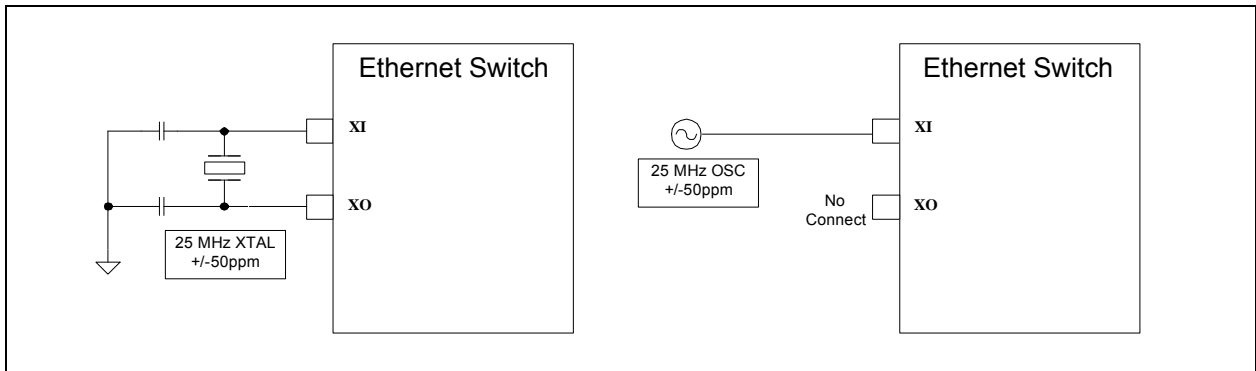 Ethernet Switch
XI
XO
25 MHz XTAL
+/-50ppm
Ethernet Switch
XI
25 MHz OSC
+/-50ppm
No
Connect
XO